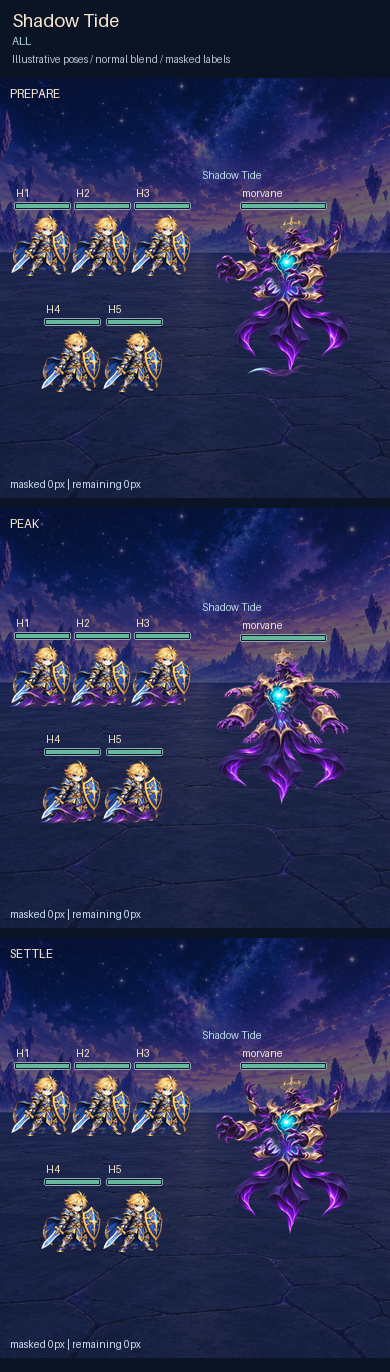 Shadow Tide
ALL
Illustrative poses / normal blend / masked labels
PREPARE
Shadow Tide
H1 H2 H3 morvane
H4 H5
masked 0px | remaining 0px
PEAK
Shadow Tide
H1 H2 H3 morvane
H4 H5
masked 0px | remaining 0px
SETTLE
Shadow Tide
H1 H2 H3 morvane
H4 H5
masked 0px | remaining 0px